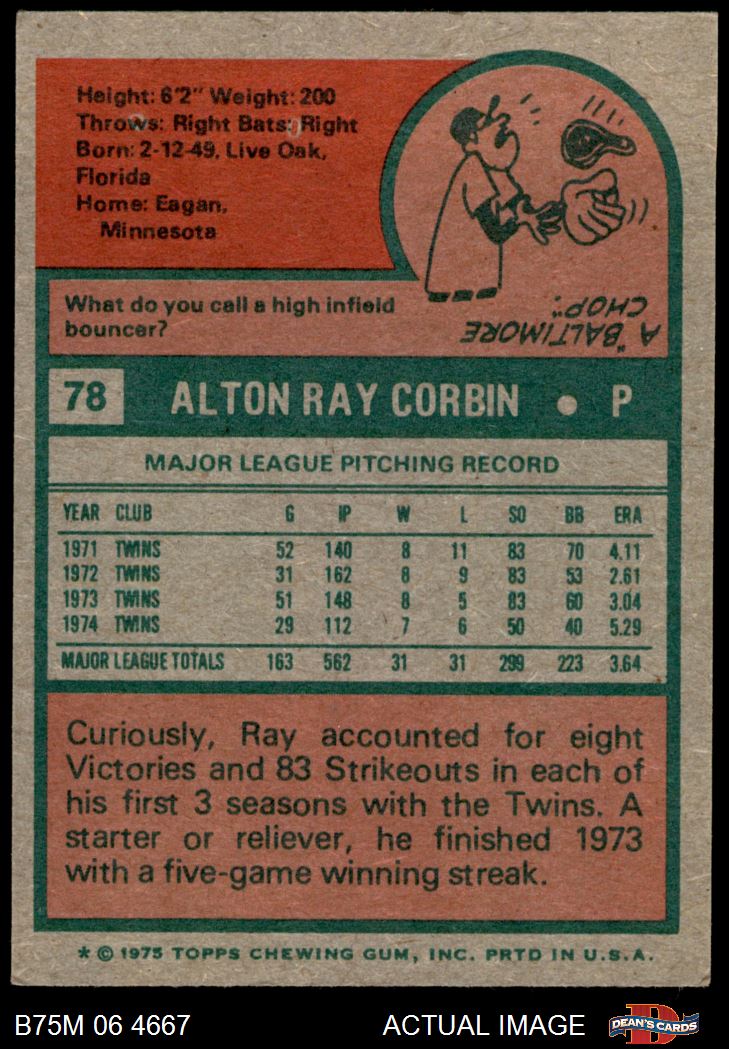 Height: 6'2" Weight: 200
Throws: Right Bats: Right
Born: 2-12-49, Live Oak,
Florida
Home: Eagan,
Minnesota
What do you call a high infield
bouncer?
A "BALTIMORE
CHOP".
78 ALTON RAY CORBIN • P
MAJOR LEAGUE PITCHING RECORD
YEAR CLUB G IP W L SO BB ERA
1971 TWINS 52 140 8 11 83 70 4.11
1972 TWINS 31 162 8 9 83 53 2.61
1973 TWINS 51 148 8 5 83 60 3.04
1974 TWINS 29 112 7 6 50 40 5.29
MAJOR LEAGUE TOTALS 163 562 31 31 299 223 3.64
Curiously, Ray accounted for eight
Victories and 83 Strikeouts in each of
his first 3 seasons with the Twins. A
starter or reliever, he finished 1973
with a five-game winning streak.
* © 1975 TOPPS CHEWING GUM, INC. PRTD IN U.S.A.
B75M 06 4667 ACTUAL IMAGE DEAN'S CARDS